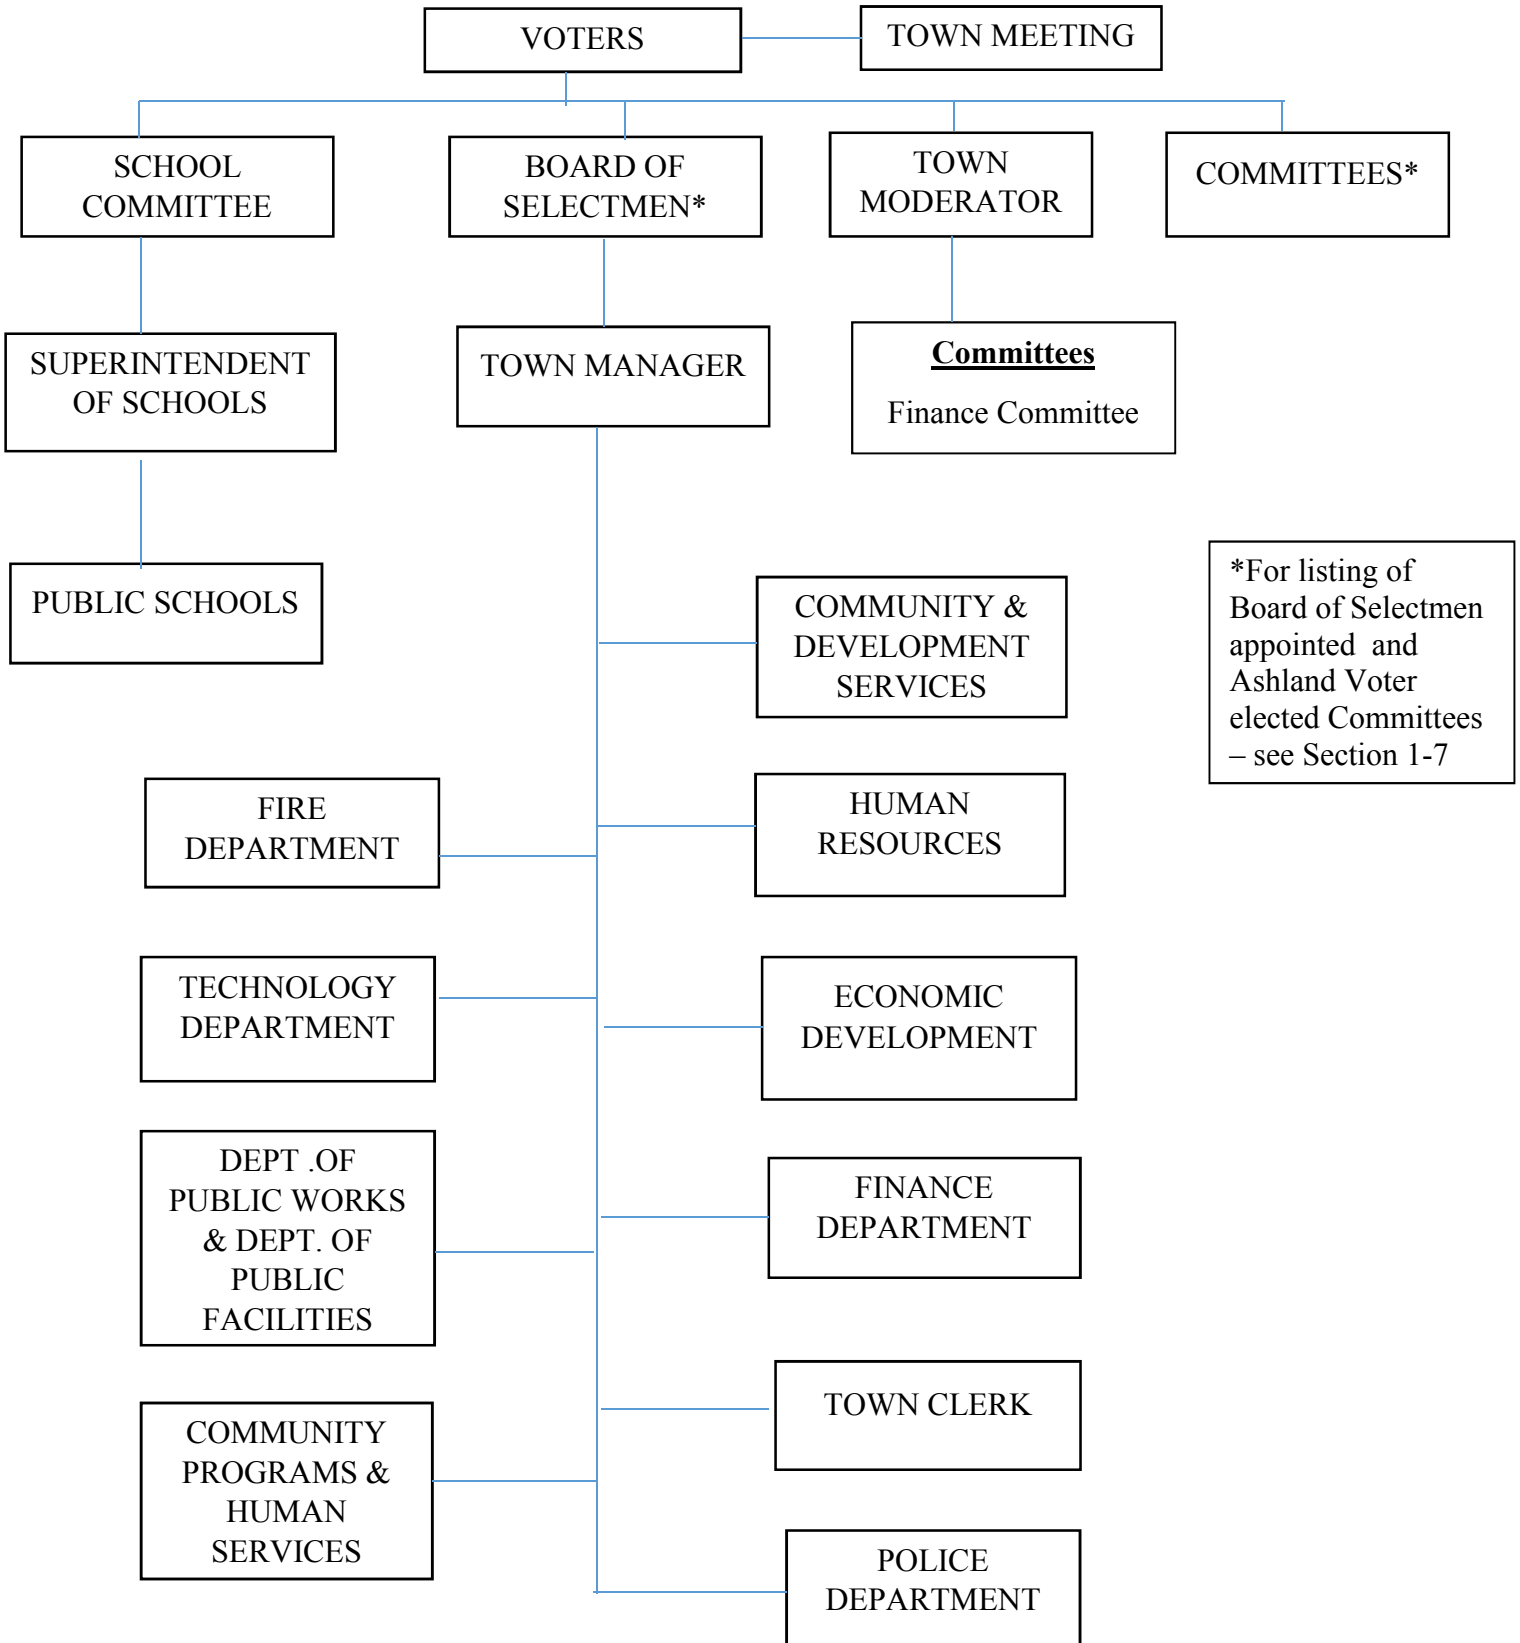 VOTERS
TOWN MEETING
SCHOOL
COMMITTEE
BOARD OF
SELECTMEN*
TOWN
MODERATOR
COMMITTEES*
SUPERINTENDENT
OF SCHOOLS
TOWN MANAGER
Committees
Finance Committee
PUBLIC SCHOOLS
*For listing of
Board of Selectmen
appointed and
Ashland Voter
elected Committees
– see Section 1-7
COMMUNITY &
DEVELOPMENT
SERVICES
FIRE
DEPARTMENT
HUMAN
RESOURCES
TECHNOLOGY
DEPARTMENT
ECONOMIC
DEVELOPMENT
DEPT .OF
PUBLIC WORKS
& DEPT. OF
PUBLIC
FACILITIES
FINANCE
DEPARTMENT
TOWN CLERK
COMMUNITY
PROGRAMS &
HUMAN
SERVICES
POLICE
DEPARTMENT